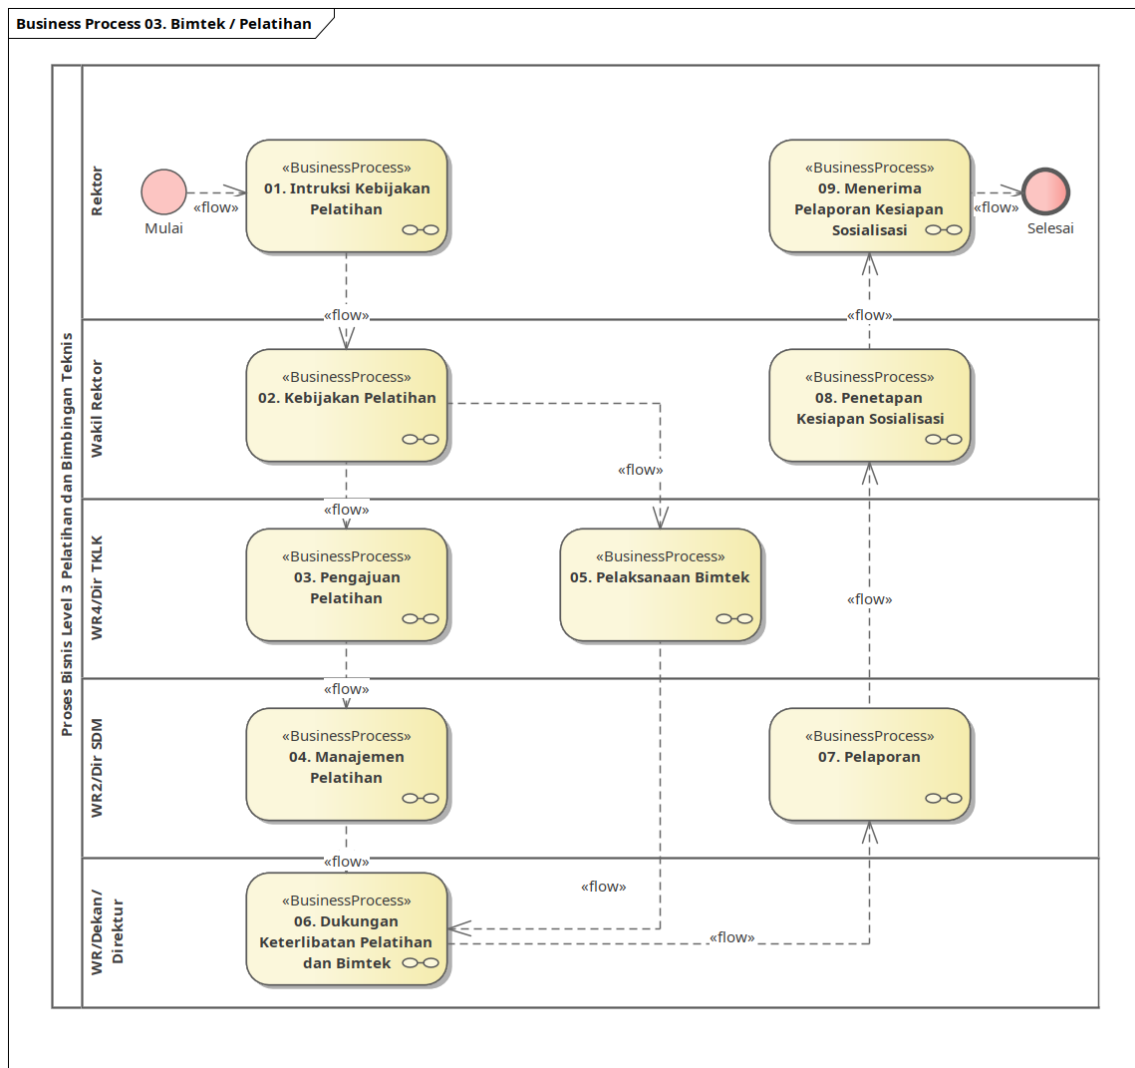 Business Process 03. Bimtek / Pelatihan
Proses Bisnis Level 3 Pelatihan dan Bimbingan Teknis
Rektor
Mulai
«flow»
«BusinessProcess»
01. Intruksi Kebijakan
Pelatihan
«BusinessProcess»
09. Menerima
Pelaporan Kesiapan
Sosialisasi
«flow»
Selesai
«flow»
«flow»
Wakil Rektor
«BusinessProcess»
02. Kebijakan Pelatihan
«BusinessProcess»
08. Penetapan
Kesiapan Sosialisasi
«flow»
«flow»
WR4/Dir TKLK
«BusinessProcess»
03. Pengajuan
Pelatihan
«BusinessProcess»
05. Pelaksanaan Bimtek
«flow»
«flow»
WR2/Dir SDM
«BusinessProcess»
04. Manajemen
Pelatihan
«BusinessProcess»
07. Pelaporan
«flow»
«flow»
WR/Dekan/
Direktur
«BusinessProcess»
06. Dukungan
Keterlibatan Pelatihan
dan Bimtek
«flow»